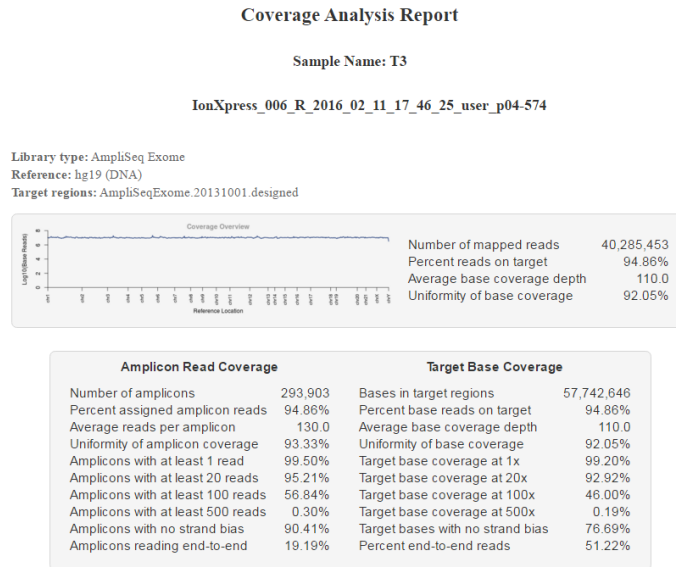 Coverage Analysis Report
Sample Name: T3
IonXpress_006_R_2016_02_11_17_46_25_user_p04-574
Library type: AmpliSeq Exome
Reference: hg19 (DNA)
Target regions: AmpliSeqExome.20131001.designed
Coverage Overview
Log10(Base Reads)
0 2 4 6 8
Reference Location
Number of mapped reads 40,285,453
Percent reads on target 94.86%
Average base coverage depth 110.0
Uniformity of base coverage 92.05%
Amplicon Read Coverage
Number of amplicons 293,903
Percent assigned amplicon reads 94.86%
Average reads per amplicon 130.0
Uniformity of amplicon coverage 93.33%
Amplicons with at least 1 read 99.50%
Amplicons with at least 20 reads 95.21%
Amplicons with at least 100 reads 56.84%
Amplicons with at least 500 reads 0.30%
Amplicons with no strand bias 90.41%
Amplicons reading end-to-end 19.19%
Target Base Coverage
Bases in target regions 57,742,646
Percent base reads on target 94.86%
Average base coverage depth 110.0
Uniformity of base coverage 92.05%
Target base coverage at 1x 99.20%
Target base coverage at 20x 92.92%
Target base coverage at 100x 46.00%
Target base coverage at 500x 0.19%
Target bases with no strand bias 76.69%
Percent end-to-end reads 51.22%